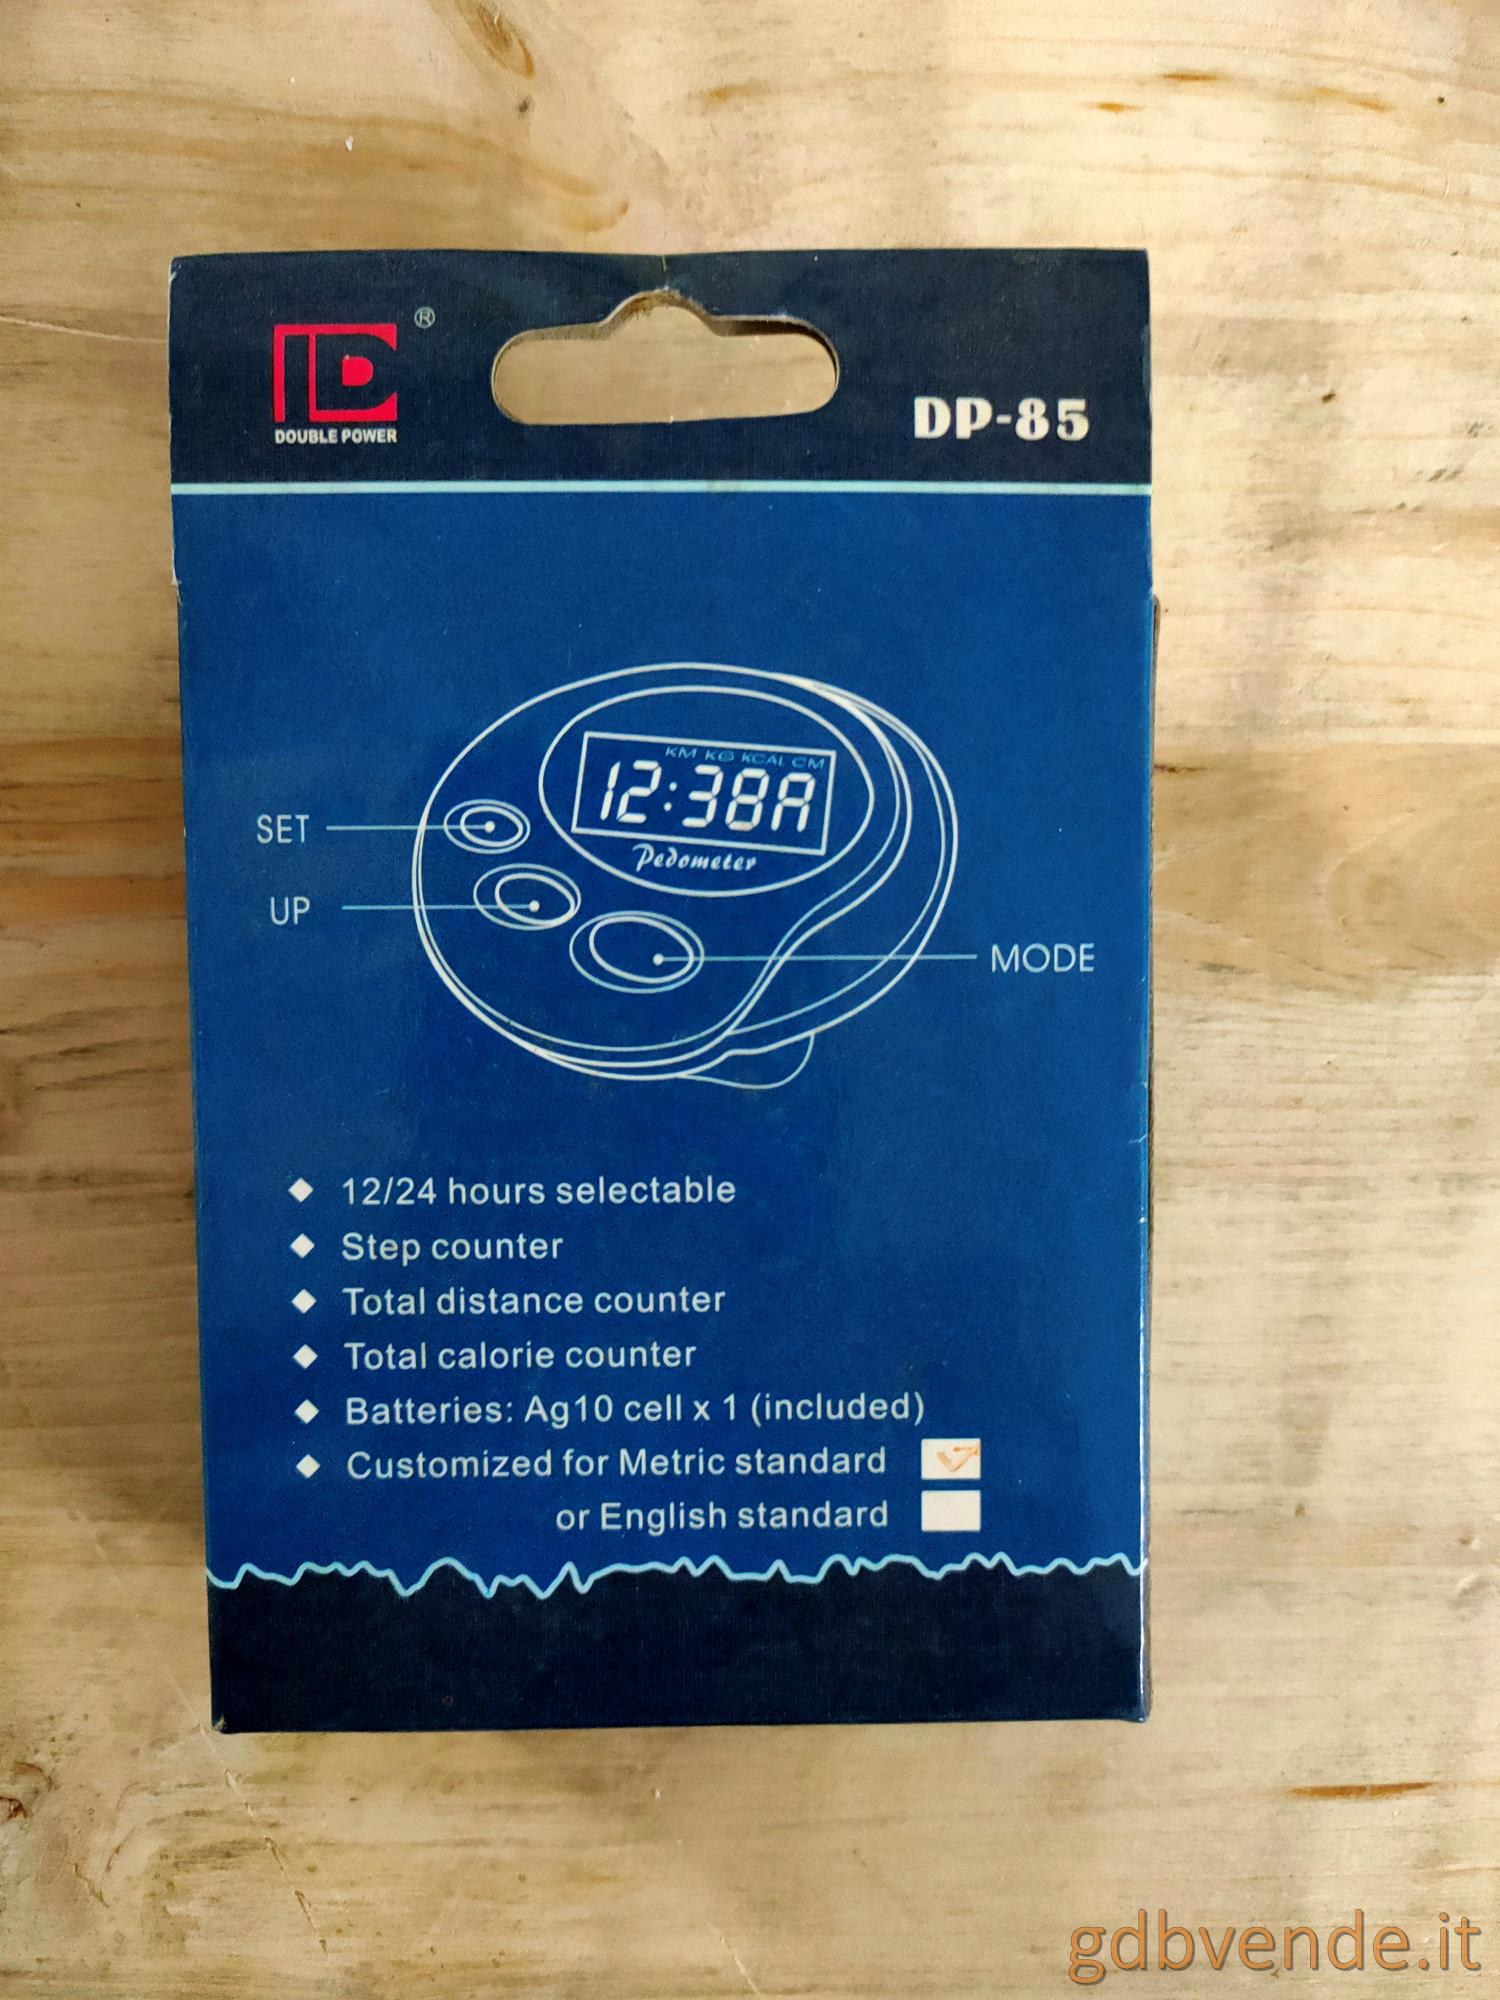 ®
DOUBLE POWER
DP-85
KM KG KCAL CM
12:38A
Pedometer
SET
UP
MODE
◆ 12/24 hours selectable
◆ Step counter
◆ Total distance counter
◆ Total calorie counter
◆ Batteries: Ag10 cell x 1 (included)
◆ Customized for Metric standard
or English standard
gdbvende.it